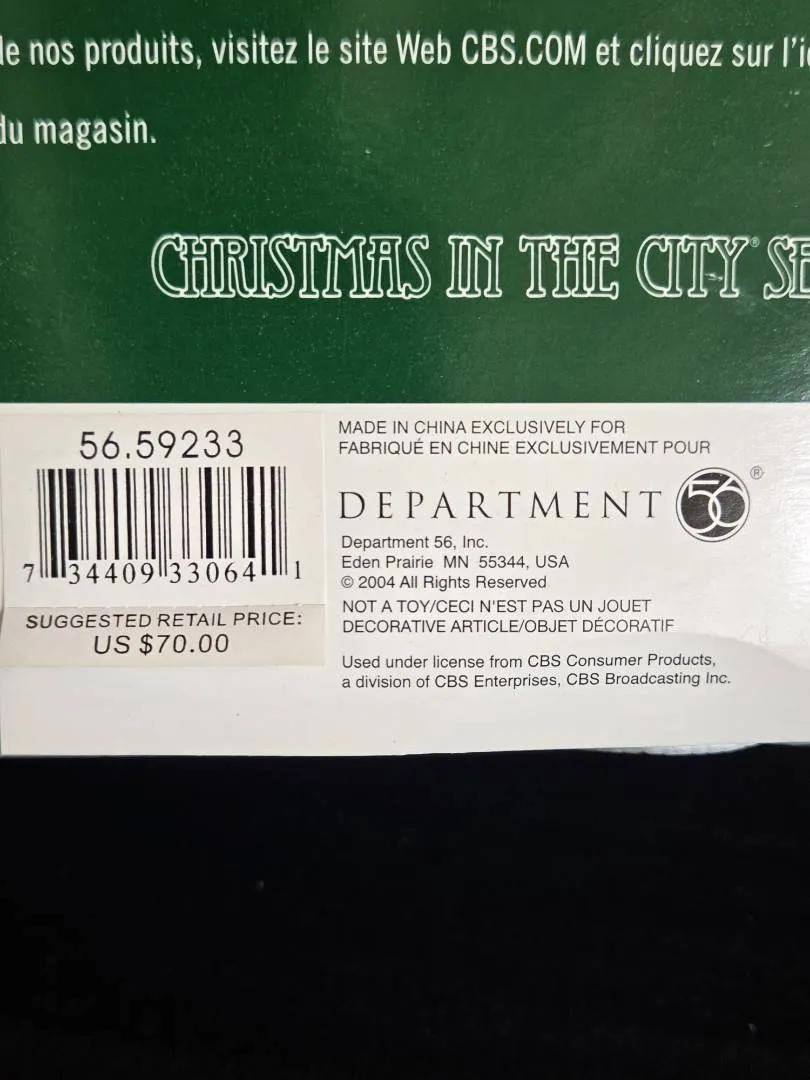 de nos produits, visitez le site Web CBS.COM et cliquez sur
du magasin.
CHRISTMAS IN THE CITY®
56.59233
7 34409 33064 1
SUGGESTED RETAIL PRICE:
US $70.00
MADE IN CHINA EXCLUSIVELY FOR
FABRIQUÉ EN CHINE EXCLUSIVEMENT POUR
DEPARTMENT 56®
Department 56, Inc.
Eden Prairie MN 55344, USA
© 2004 All Rights Reserved
NOT A TOY/CECI N'EST PAS UN JOUET
DECORATIVE ARTICLE/OBJET DÉCORATIF
Used under license from CBS Consumer Products,
a division of CBS Enterprises, CBS Broadcasting Inc.